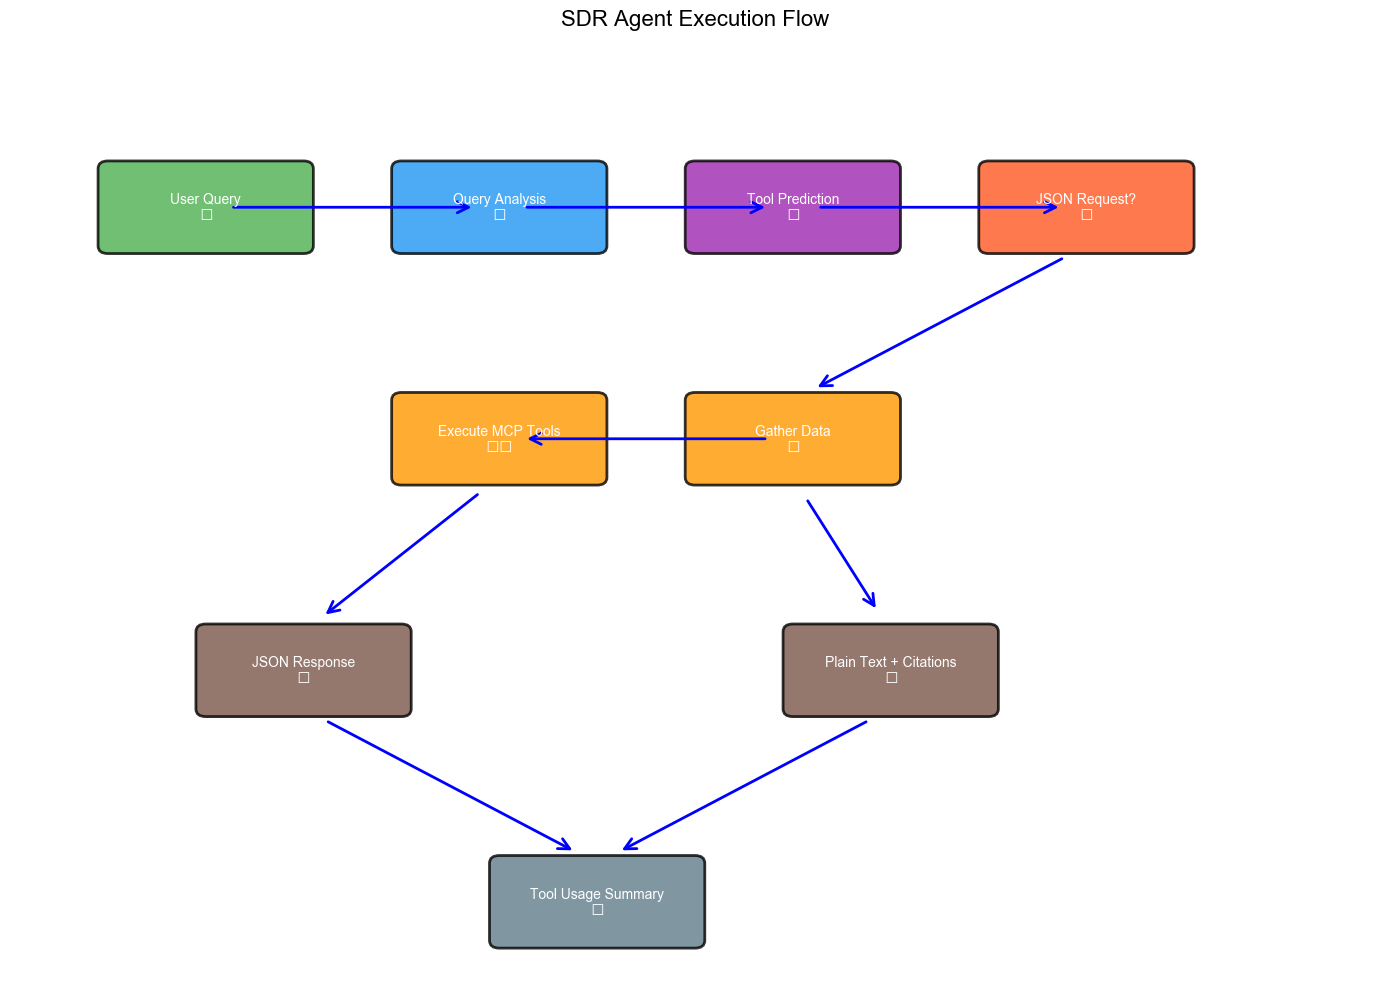 SDR Agent Execution Flow
User Query
Query Analysis
Tool Prediction
JSON Request?
Execute MCP Tools
Gather Data
JSON Response
Plain Text + Citations
Tool Usage Summary